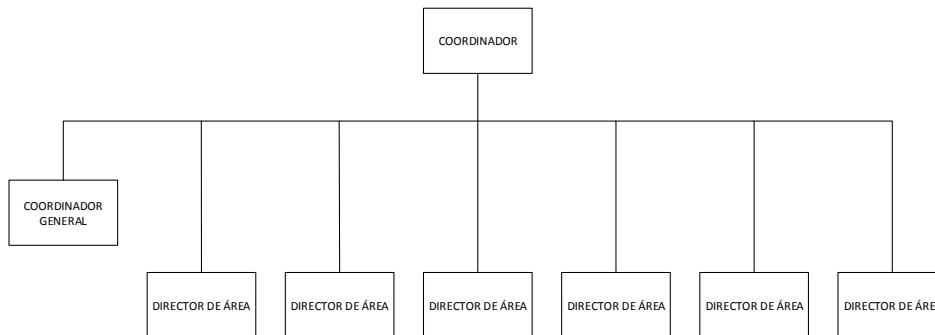 COORDINADOR
COORDINADOR
GENERAL
DIRECTOR DE ÁREA
DIRECTOR DE ÁREA
DIRECTOR DE ÁREA
DIRECTOR DE ÁREA
DIRECTOR DE ÁREA
DIRECTOR DE ÁRE